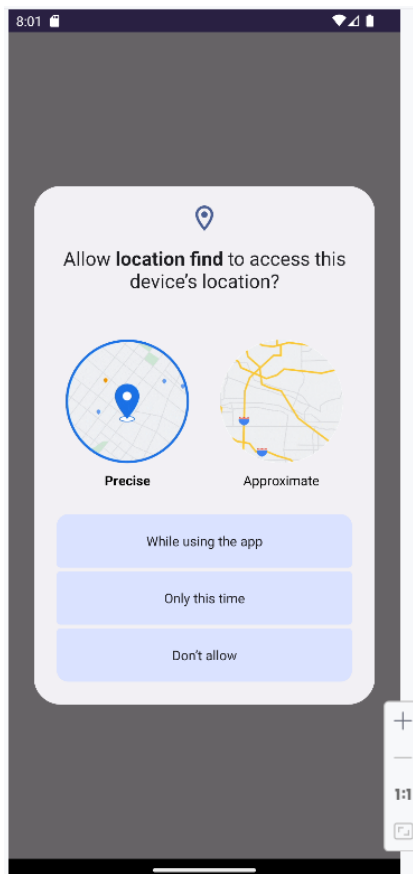 8:01
Allow location find to access this
device's location?
Precise
Approximate
While using the app
Only this time
Don't allow
1:1